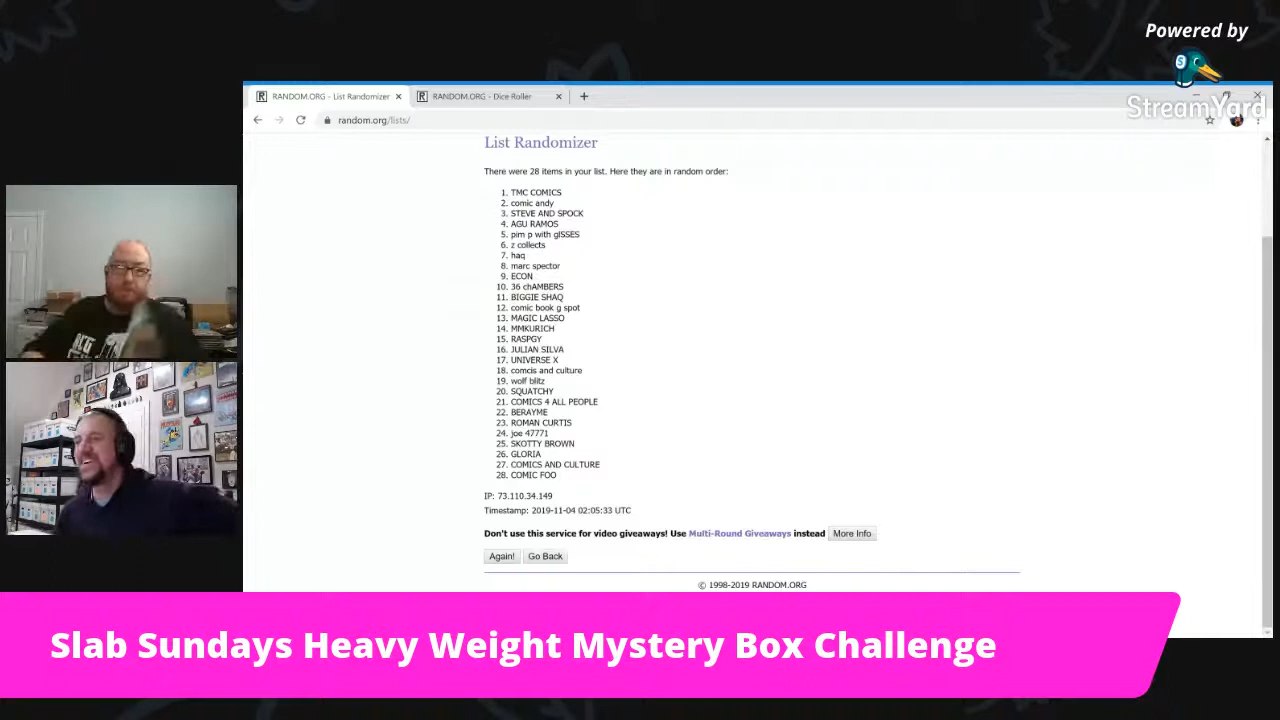 Powered by
StreamYard
RANDOM.ORG - List Randomizer
RANDOM.ORG - Dice Roller
random.org/lists/
List Randomizer
There were 28 items in your list. Here they are in random order:
1. TMC COMICS
2. comic andy
3. STEVE AND SPOCK
4. AGU RAMOS
5. pim p with glSSES
6. z collects
7. haq
8. marc spector
9. ECON
10. 36 chAMBERS
11. BIGGIE SHAQ
12. comic book g spot
13. MAGIC LASSO
14. MMKURICH
15. RASPGY
16. JULIAN SILVA
17. UNIVERSE X
18. comcis and culture
19. wolf blitz
20. SQUATCHY
21. COMICS 4 ALL PEOPLE
22. BERAYME
23. ROMAN CURTIS
24. joe 47771
25. SKOTTY BROWN
26. GLORIA
27. COMICS AND CULTURE
28. COMIC FOO
IP: 73.110.34.149
Timestamp: 2019-11-04 02:05:33 UTC
Don't use this service for video giveaways! Use Multi-Round Giveaways instead More Info
Again! Go Back
© 1998-2019 RANDOM.ORG
Slab Sundays Heavy Weight Mystery Box Challenge